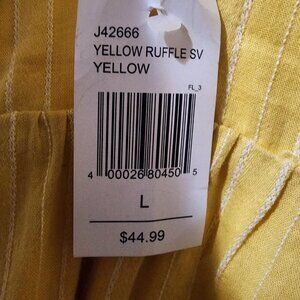 J42666
YELLOW RUFFLE SV
YELLOW
FL_3
4 00026 80450 5
L
$44.99